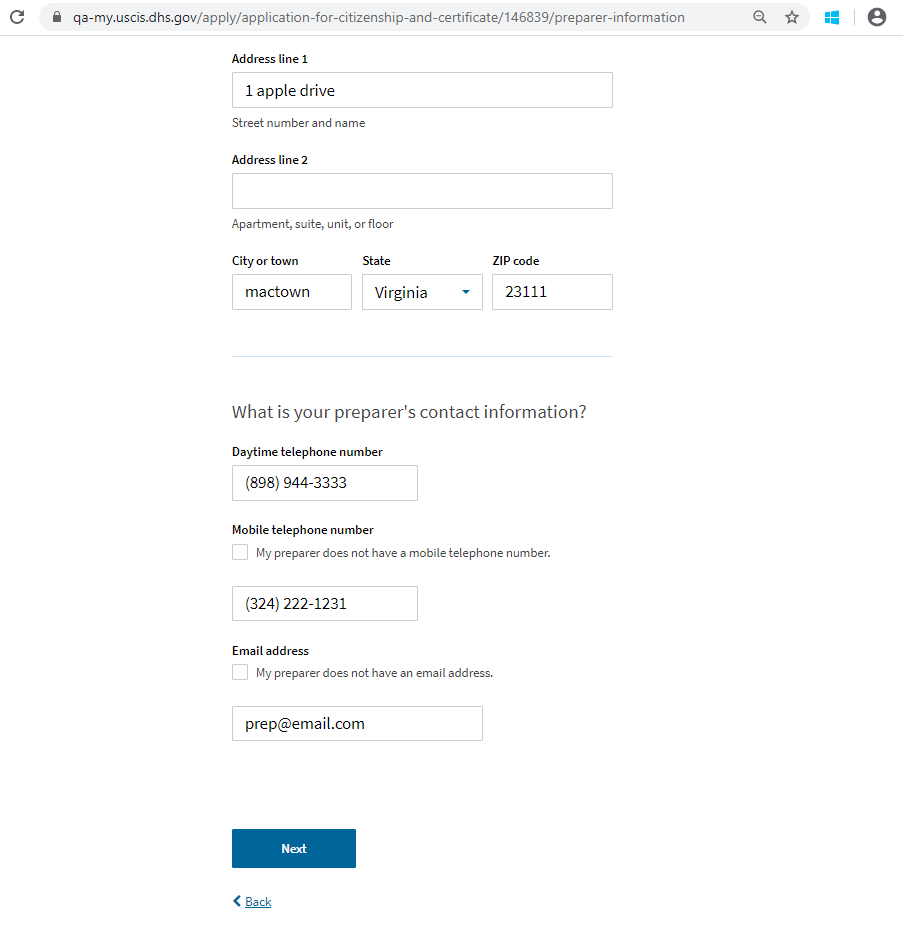 qa-my.uscis.dhs.gov/apply/application-for-citizenship-and-certificate/146839/preparer-information
Address line 1
1 apple drive
Street number and name
Address line 2
Apartment, suite, unit, or floor
City or town State ZIP code
mactown Virginia 23111
What is your preparer's contact information?
Daytime telephone number
(898) 944-3333
Mobile telephone number
My preparer does not have a mobile telephone number.
(324) 222-1231
Email address
My preparer does not have an email address.
prep@email.com
Next
Back